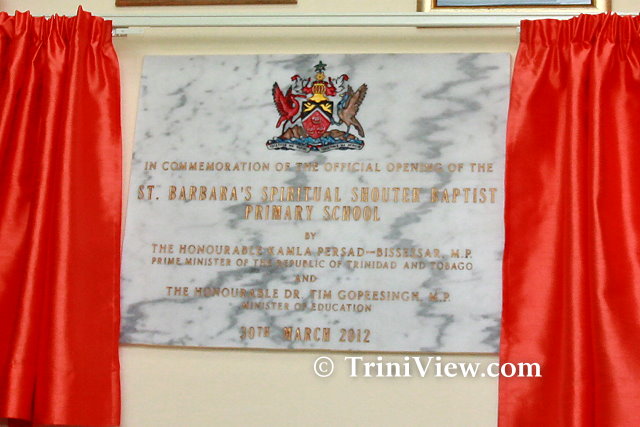 IN COMMEMORATION OF THE OFFICIAL OPENING OF THE
ST. BARBARA'S SPIRITUAL SHOUTER BAPTIST
PRIMARY SCHOOL
BY
THE HONOURABLE KAMLA PERSAD-BISSESSAR, M.P.
PRIME MINISTER OF THE REPUBLIC OF TRINIDAD AND TOBAGO
AND
THE HONOURABLE DR. TIM GOPEESINGH, M.P.
MINISTER OF EDUCATION
30TH MARCH 2012
© TriniView.com